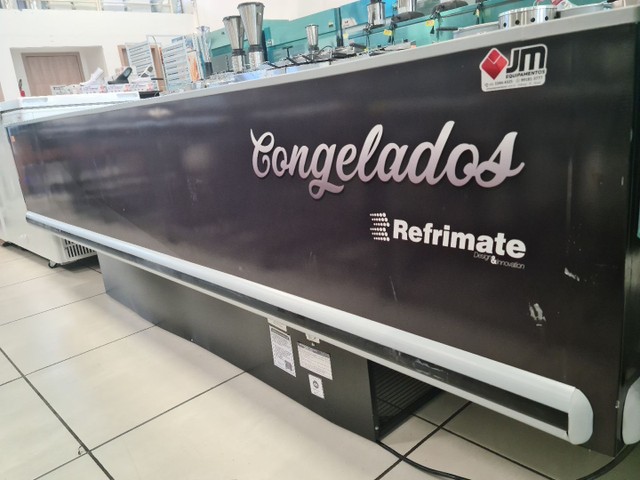 JM
EQUIPAMENTOS
Congelados
Refrimate
Design&Innovation